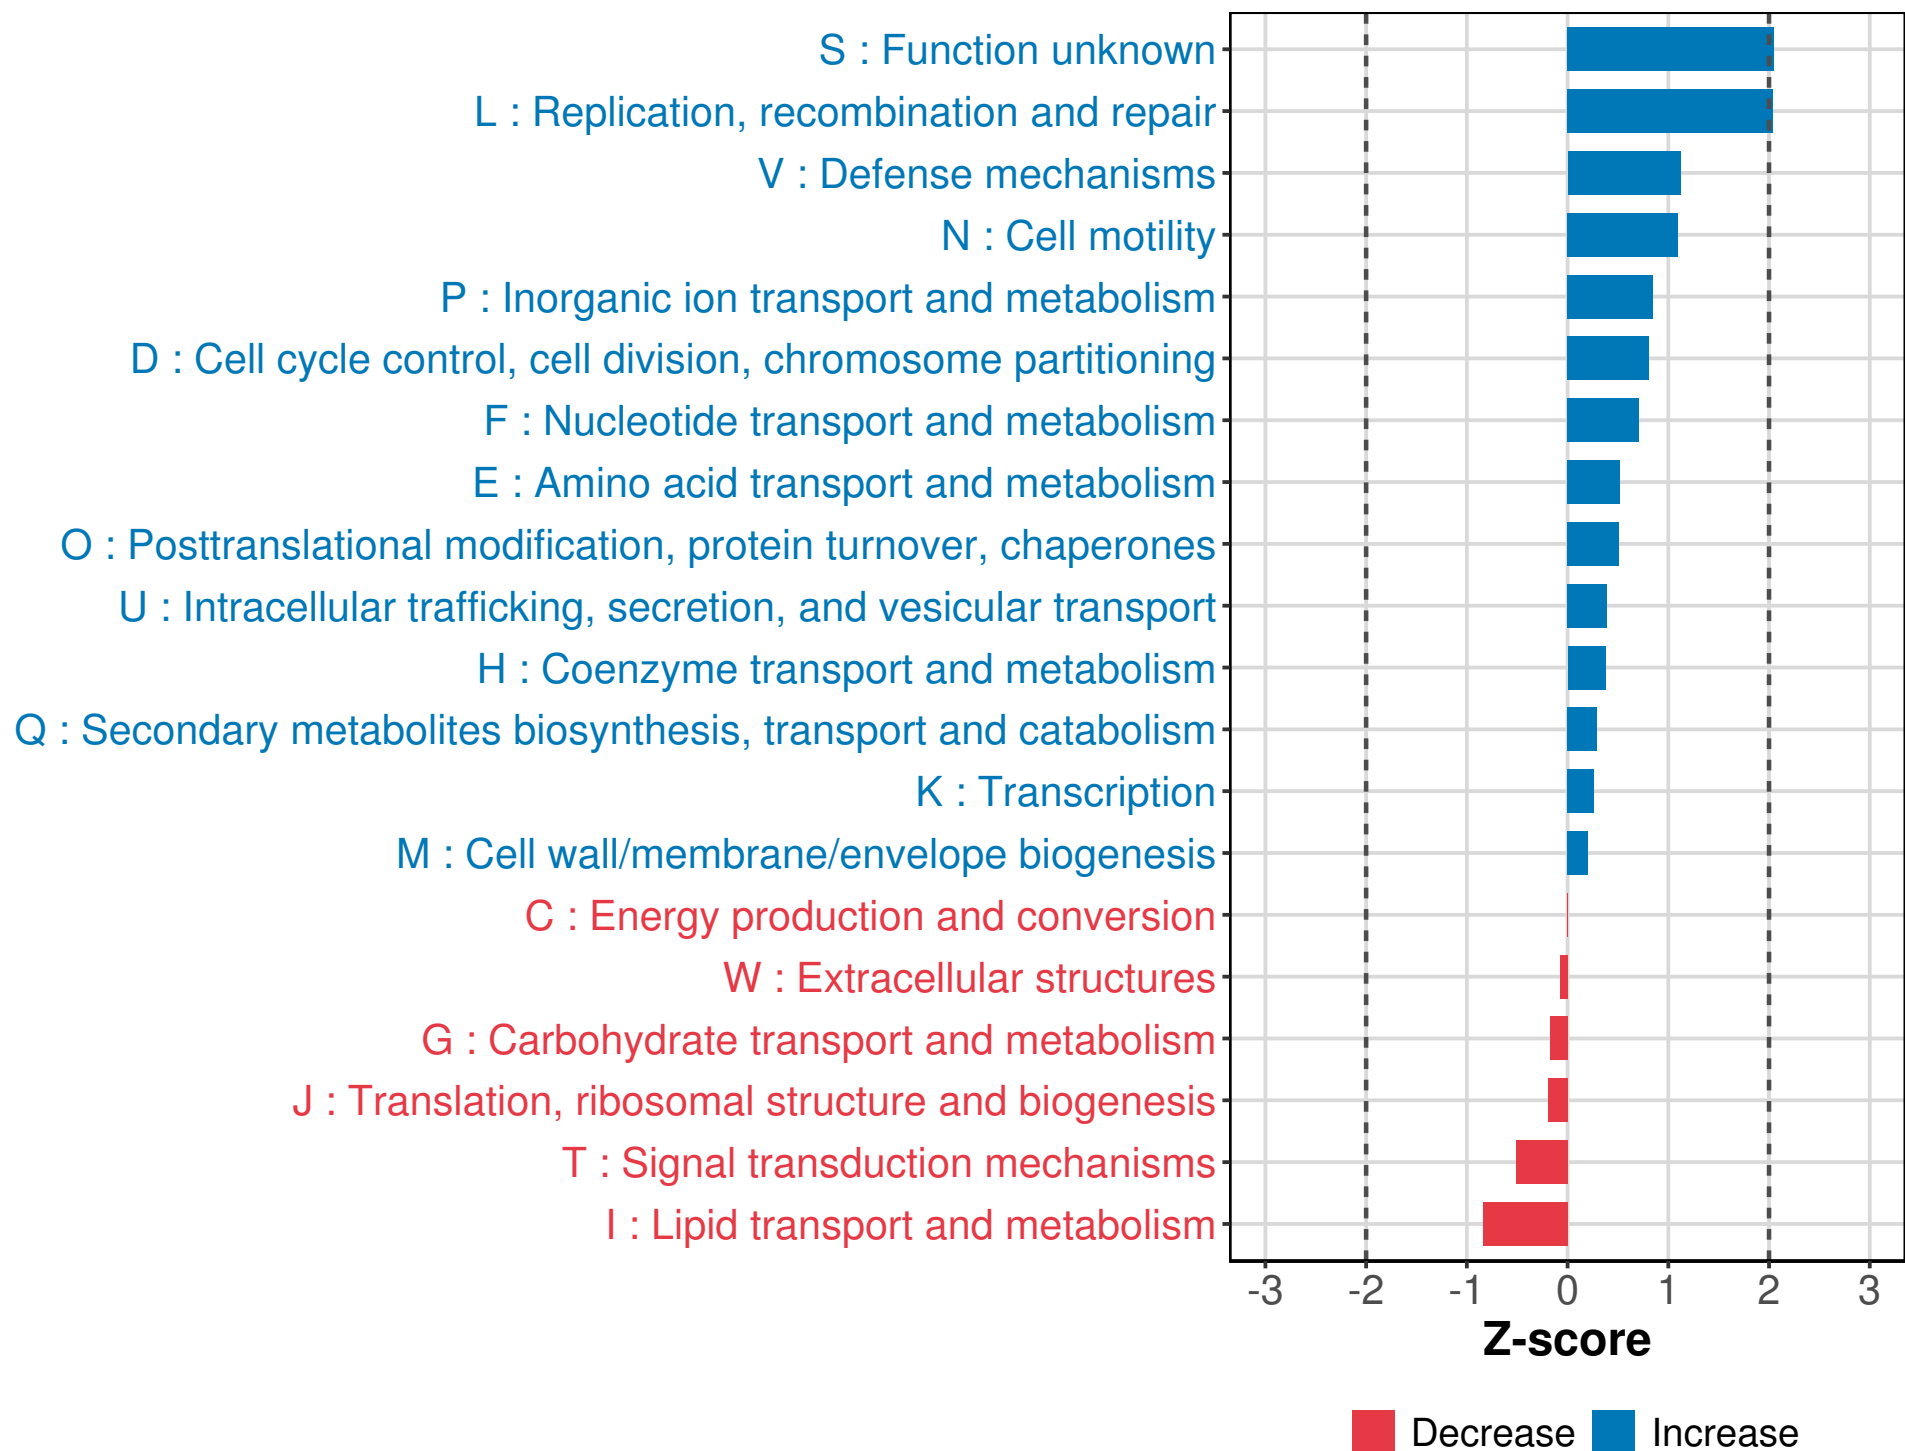 S : Function unknown
L : Replication, recombination and repair
V : Defense mechanisms
N : Cell motility
P : Inorganic ion transport and metabolism
D : Cell cycle control, cell division, chromosome partitioning
F : Nucleotide transport and metabolism
E : Amino acid transport and metabolism
O : Posttranslational modification, protein turnover, chaperones
U : Intracellular trafficking, secretion, and vesicular transport
H : Coenzyme transport and metabolism
Q : Secondary metabolites biosynthesis, transport and catabolism
K : Transcription
M : Cell wall/membrane/envelope biogenesis
C : Energy production and conversion
W : Extracellular structures
G : Carbohydrate transport and metabolism
J : Translation, ribosomal structure and biogenesis
T : Signal transduction mechanisms
I : Lipid transport and metabolism
-3 -2 -1 0 1 2 3
Z-score
Decrease Increase